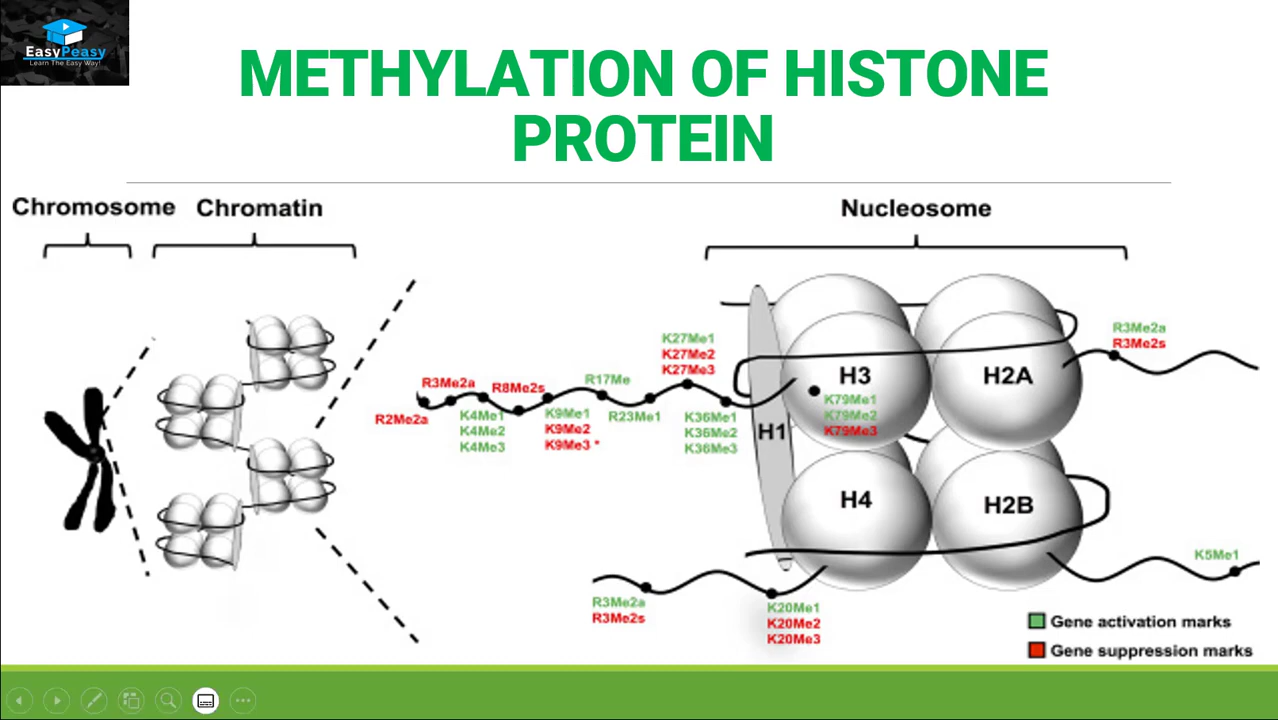 EasyPeasy
Learn The Easy Way!
METHYLATION OF HISTONE
PROTEIN
Chromosome
Chromatin
Nucleosome
R2Me2a
R3Me2a
K4Me1
K4Me2
K4Me3
R8Me2s
K9Me1
K9Me2
K9Me3 *
R17Me
R23Me1
K27Me1
K27Me2
K27Me3
K36Me1
K36Me2
K36Me3
H1
H3
K79Me1
K79Me2
K79Me3
H2A
R3Me2a
R3Me2s
H4
H2B
R3Me2a
R3Me2s
K20Me1
K20Me2
K20Me3
K5Me1
Gene activation marks
Gene suppression marks